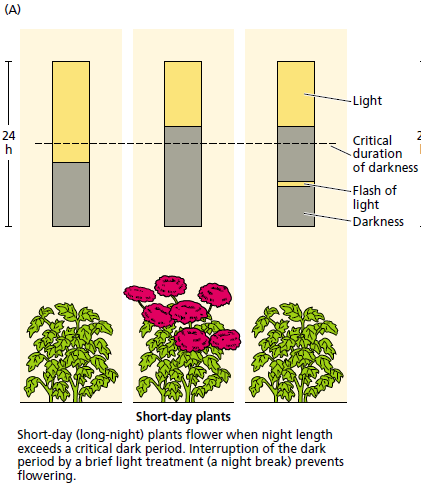 (A)
24
h
Light
Critical
duration
of darkness
Flash of
light
Darkness
2
Short-day plants
Short-day (long-night) plants flower when night length
exceeds a critical dark period. Interruption of the dark
period by a brief light treatment (a night break) prevents
flowering.